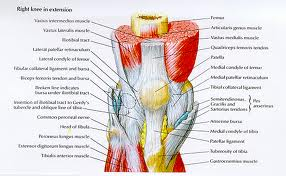 Right knee in extension
Vastus intermedius muscle
Vastus lateralis muscle
Iliotibial tract
Lateral patellar retinaculum
Lateral condyle of femur
Fibular collateral ligament and bursa
Biceps femoris tendon and bursa
Broken line indicates
bursa under iliotibial tract
Insertion of iliotibial tract to Gerdy's
tubercle and oblique line of tibia
Common peroneal nerve
Head of fibula
Peroneus longus muscle
Extensor digitorum longus muscle
Tibialis anterior muscle
Femur
Articularis genus muscle
Vastus medialis muscle
Quadriceps femoris tendon
Patella
Medial condyle of femur
Medial patellar retinaculum
Tibial collateral ligament
Semitendinosus,
Gracilis and
Sartorius tendons
Pes
anserinus
Anserine bursa
Medial condyle of tibia
Patellar ligament
Tuberosity of tibia
Gastrocnemius muscle